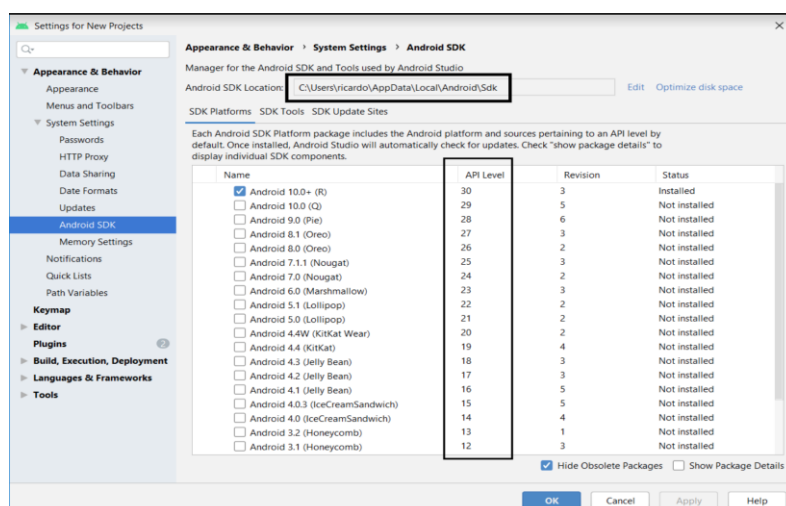 Settings for New Projects
Appearance & Behavior
Appearance
Menus and Toolbars
System Settings
Passwords
HTTP Proxy
Data Sharing
Date Formats
Updates
Android SDK
Memory Settings
Notifications
Quick Lists
Path Variables
Keymap
Editor
Plugins 2
Build, Execution, Deployment
Languages & Frameworks
Tools
Appearance & Behavior › System Settings › Android SDK
Manager for the Android SDK and Tools used by Android Studio
Android SDK Location: C:\Users\ricardo\AppData\Local\Android\Sdk Edit Optimize disk space
SDK Platforms SDK Tools SDK Update Sites
Each Android SDK Platform package includes the Android platform and sources pertaining to an API level by
default. Once installed, Android Studio will automatically check for updates. Check "show package details" to
display individual SDK components.
Name API Level Revision Status
Android 10.0+ (R) 30 3 Installed
Android 10.0 (Q) 29 5 Not installed
Android 9.0 (Pie) 28 6 Not installed
Android 8.1 (Oreo) 27 3 Not installed
Android 8.0 (Oreo) 26 2 Not installed
Android 7.1.1 (Nougat) 25 3 Not installed
Android 7.0 (Nougat) 24 2 Not installed
Android 6.0 (Marshmallow) 23 3 Not installed
Android 5.1 (Lollipop) 22 2 Not installed
Android 5.0 (Lollipop) 21 2 Not installed
Android 4.4W (KitKat Wear) 20 2 Not installed
Android 4.4 (KitKat) 19 4 Not installed
Android 4.3 (Jelly Bean) 18 3 Not installed
Android 4.2 (Jelly Bean) 17 3 Not installed
Android 4.1 (Jelly Bean) 16 5 Not installed
Android 4.0.3 (IceCreamSandwich) 15 5 Not installed
Android 4.0 (IceCreamSandwich) 14 4 Not installed
Android 3.2 (Honeycomb) 13 1 Not installed
Android 3.1 (Honeycomb) 12 3 Not installed
Hide Obsolete Packages Show Package Details
OK Cancel Apply Help